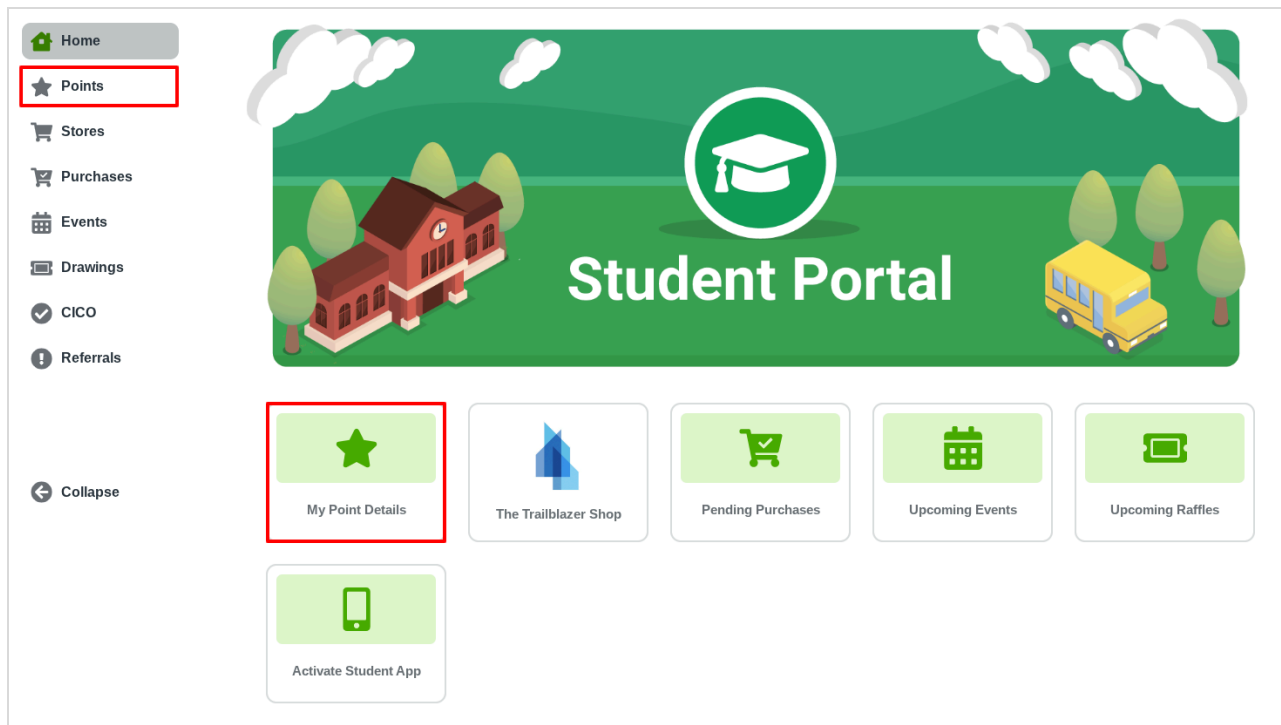 Home
Points
Stores
Purchases
Events
Drawings
CICO
Referrals
Collapse
Student Portal
My Point Details
The Trailblazer Shop
Pending Purchases
Upcoming Events
Upcoming Raffles
Activate Student App